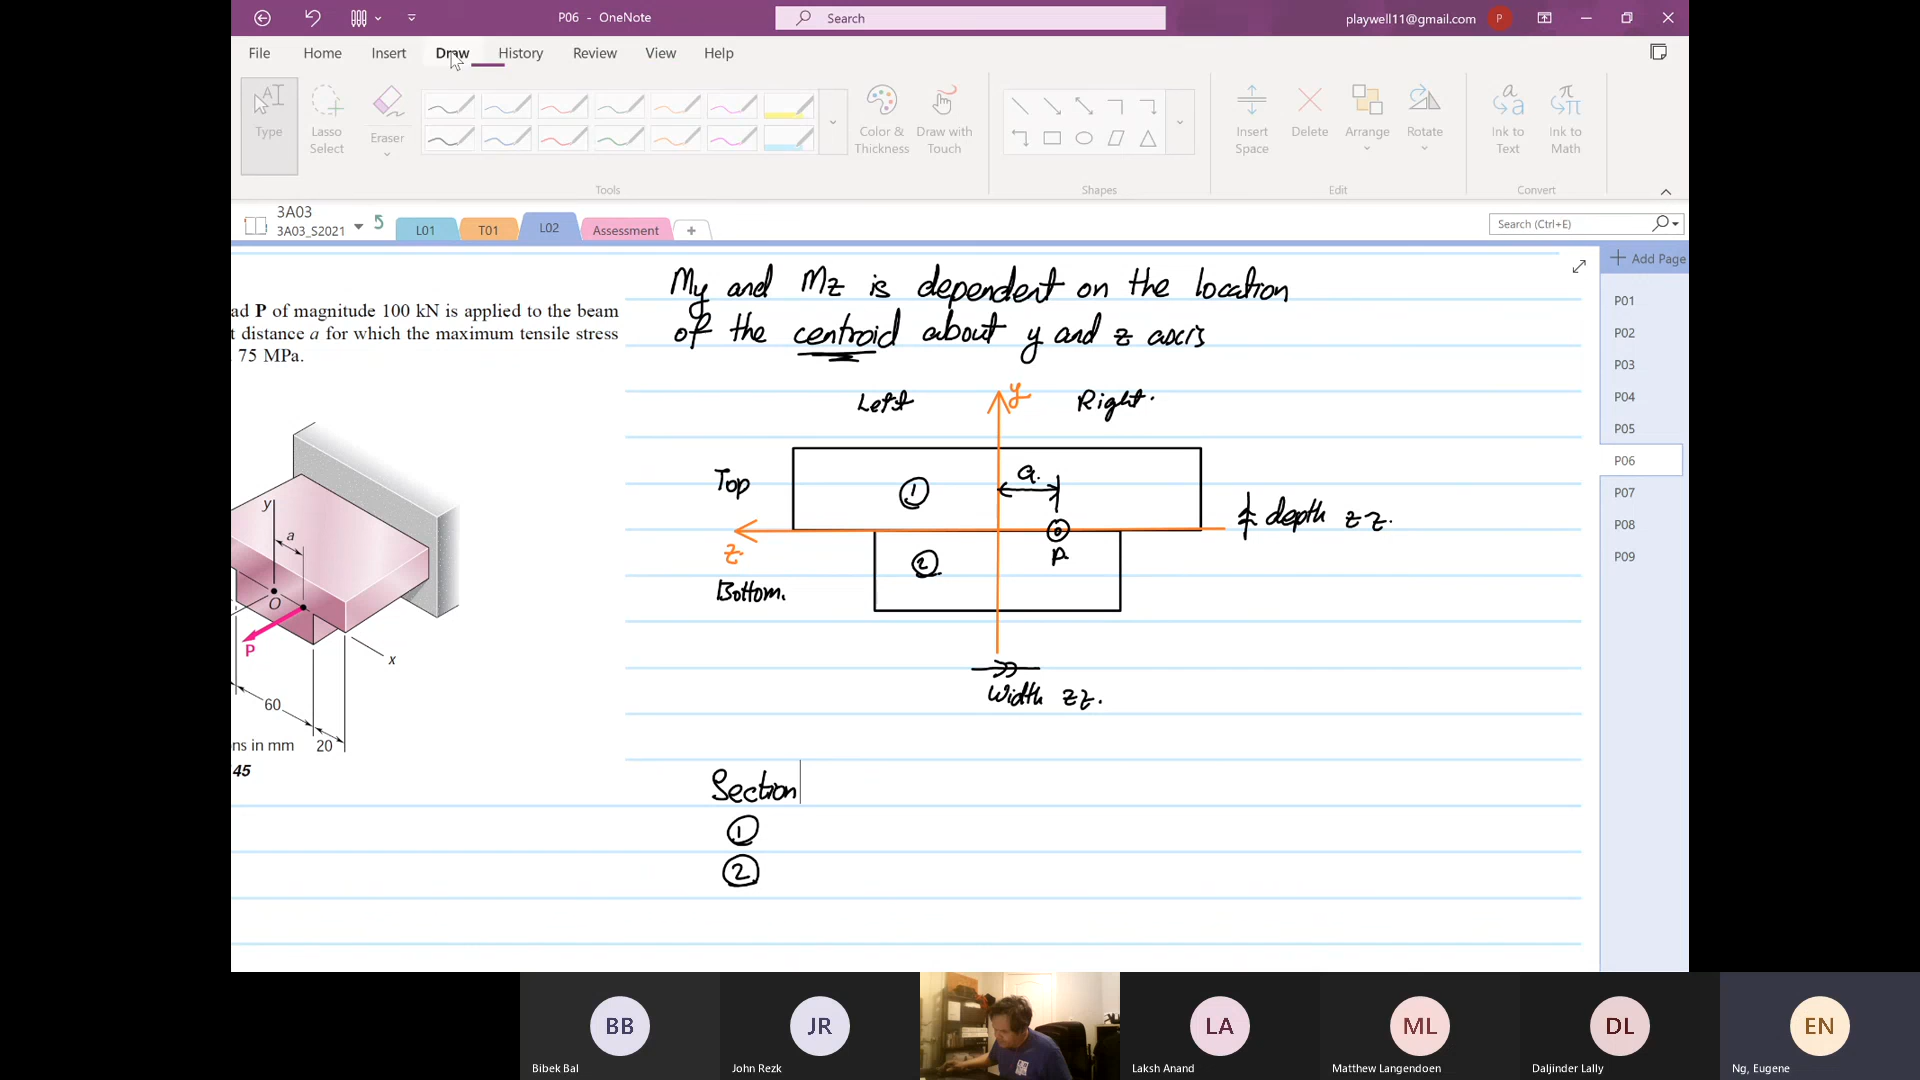 P06 - OneNote
Search
playwell11@gmail.com
P
File
Home
Insert
Draw
History
Review
View
Help
Type
Lasso Select
Eraser
Color & Thickness
Draw with Touch
Insert Space
Delete
Arrange
Rotate
Ink to Text
Ink to Math
Tools
Shapes
Edit
Convert
3A03
3A03_S2021
L01
T01
L02
Assessment
Search (Ctrl+E)
Add Page
P01
P02
P03
P04
P05
P06
P07
P08
P09
ad P of magnitude 100 kN is applied to the beam
t distance a for which the maximum tensile stress
75 MPa.
y
a
O
P
x
60
20
ons in mm
45
My and Mz is dependent on the location
of the centroid about y and z axis
Left
y
Right.
Top
1
a.
depth zz.
z
2
P
Bottom.
Width zz.
Section
1
2
BB
JR
LA
ML
DL
EN
Bibek Bal
John Rezk
Laksh Anand
Matthew Langendoen
Daljinder Lally
Ng, Eugene